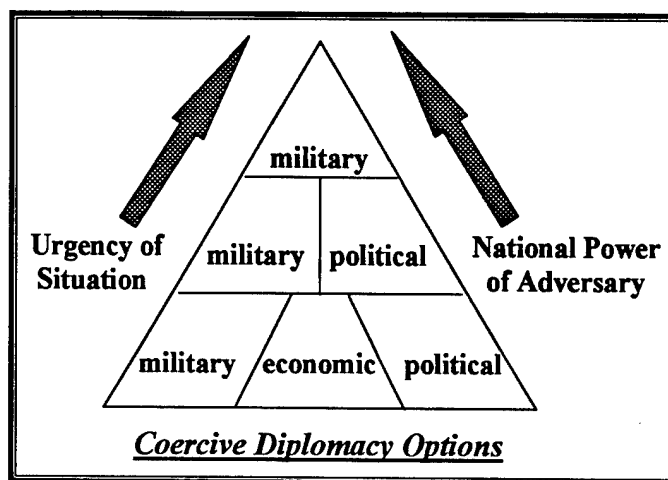 military
Urgency of
Situation
military political
National Power
of Adversary
military economic political
Coercive Diplomacy Options